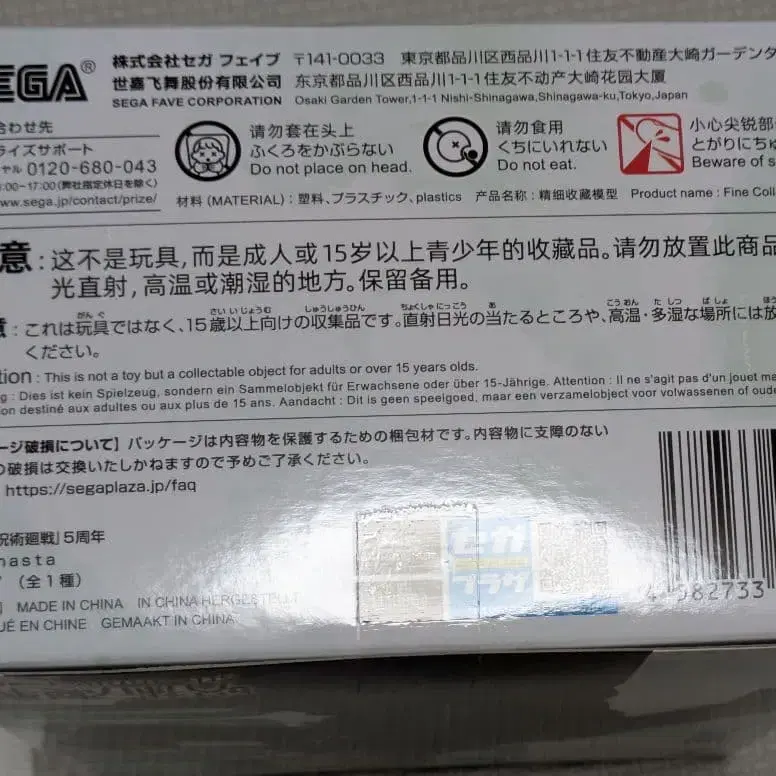 SEGA® 株式会社セガ フェイブ 〒141-0033 東京都品川区西品川1-1-1住友不動産大崎ガーデンタ
世嘉飞舞股份有限公司 东京都品川区西品川1-1-1住友不动产大崎花园大厦
SEGA FAVE CORPORATION Osaki Garden Tower,1-1-1 Nishi-Shinagawa,Shinagawa-ku,Tokyo,Japan
合わせ先
ライズサポート
ヤル 0120-680-043
:00-17:00(弊社指定休日を除く)
www.sega.jp/contact/prize/
请勿套在头上
ふくろをかぶらない
Do not place on head.
请勿食用
くちにいれない
Do not eat.
小心尖锐部
とがりにちゅ
Beware of s
材料 (MATERIAL) : 塑料、プラスチック、plastics 产品名称 : 精细收藏模型 Product name : Fine Coll
意 : 这不是玩具, 而是成人或15岁以上青少年的收藏品。请勿放置此商品
光直射, 高温或潮湿的地方。保留备用。
意 : これは玩具ではなく、15歳以上向けの収集品です。直射日光の当たるところや、高温・多湿な場所には放
ください。
tion : This is not a toy but a collectable object for adults or over 15 years olds.
g : Dies ist kein Spielzeug, sondern ein Sammelobjekt für Erwachsene oder über 15-Jährige. Attention : Il ne s'agit pas d'un jouet ma
on destiné aux adultes ou aux plus de 15 ans. Aandacht : Dit is geen speelgoed, maar een verzamelobject voor volwassenen of oude
ージ破損について】パッケージは内容物を保護するための梱包材です。内容物に支障のない
の破損は交換いたしかねますので予めご了承ください。
https://segaplaza.jp/faq
呪術廻戦」5周年
nasta
(全1種)
MADE IN CHINA IN CHINA HERGESTELLT
UÉ EN CHINE GEMAAKT IN CHINA
セガ
プラザ
4 582733